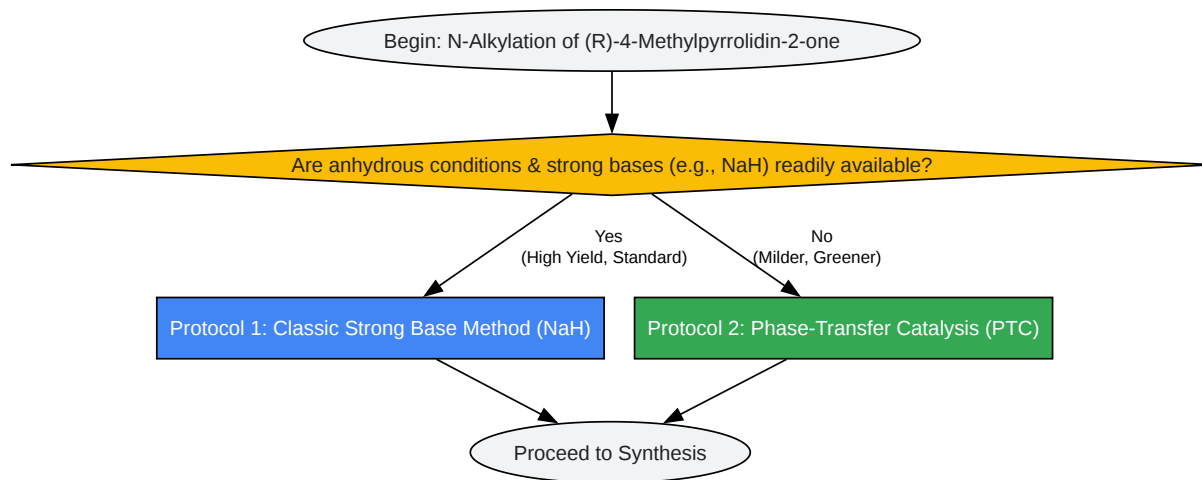 Begin: N-Alkylation of (R)-4-Methylpyrrolidin-2-one
Are anhydrous conditions & strong bases (e.g., NaH) readily available?
Yes
(High Yield, Standard)
No
(Milder, Greener)
Protocol 1: Classic Strong Base Method (NaH)
Protocol 2: Phase-Transfer Catalysis (PTC)
Proceed to Synthesis